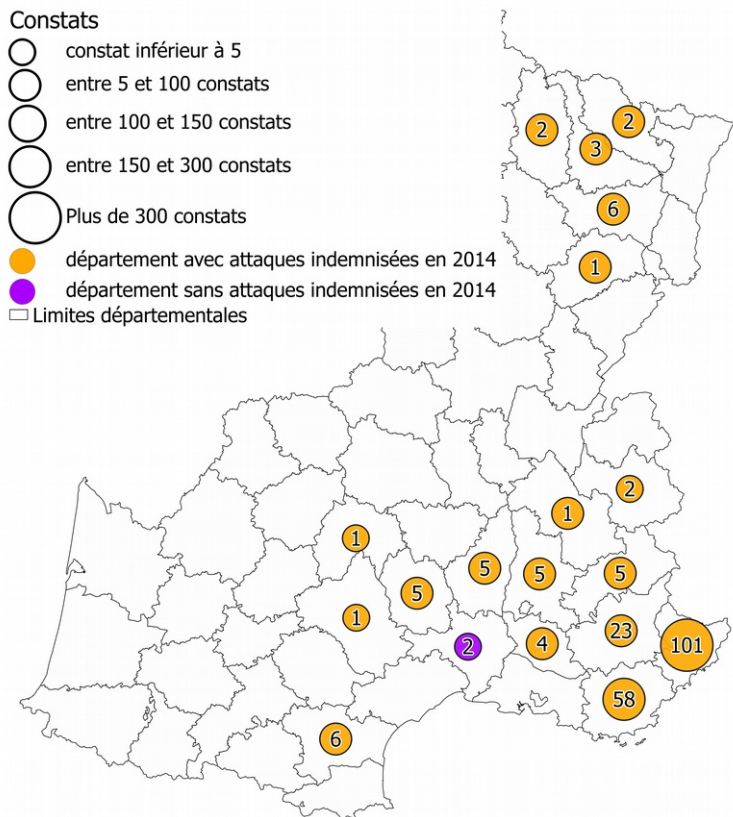 Constats
constat inférieur à 5
entre 5 et 100 constats
entre 100 et 150 constats
entre 150 et 300 constats
Plus de 300 constats
département avec attaques indemnisées en 2014
département sans attaques indemnisées en 2014
Limites départementales
2
2
3
6
1
2
1
1
5
5
5
5
1
23
4
101
2
58
6